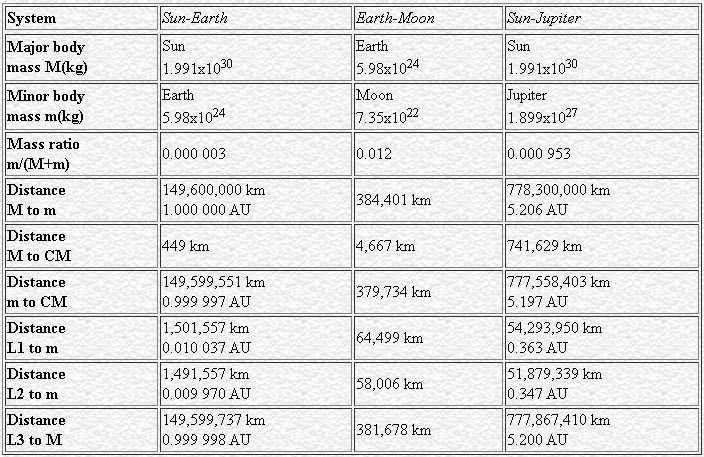 System Sun-Earth Earth-Moon Sun-Jupiter
Major body Sun Earth Sun
mass M(kg) 1.991x10^30 5.98x10^24 1.991x10^30
Minor body Earth Moon Jupiter
mass m(kg) 5.98x10^24 7.35x10^22 1.899x10^27
Mass ratio
m/(M+m) 0.000 003 0.012 0.000 953
Distance 149,600,000 km 778,300,000 km
M to m 1.000 000 AU 384,401 km 5.206 AU
Distance
M to CM 449 km 4,667 km 741,629 km
Distance 149,599,551 km 777,558,403 km
m to CM 0.999 997 AU 379,734 km 5.197 AU
Distance 1,501,557 km 54,293,950 km
L1 to m 0.010 037 AU 64,499 km 0.363 AU
Distance 1,491,557 km 51,879,339 km
L2 to m 0.009 970 AU 58,006 km 0.347 AU
Distance 149,599,737 km 777,867,410 km
L3 to M 0.999 998 AU 381,678 km 5.200 AU